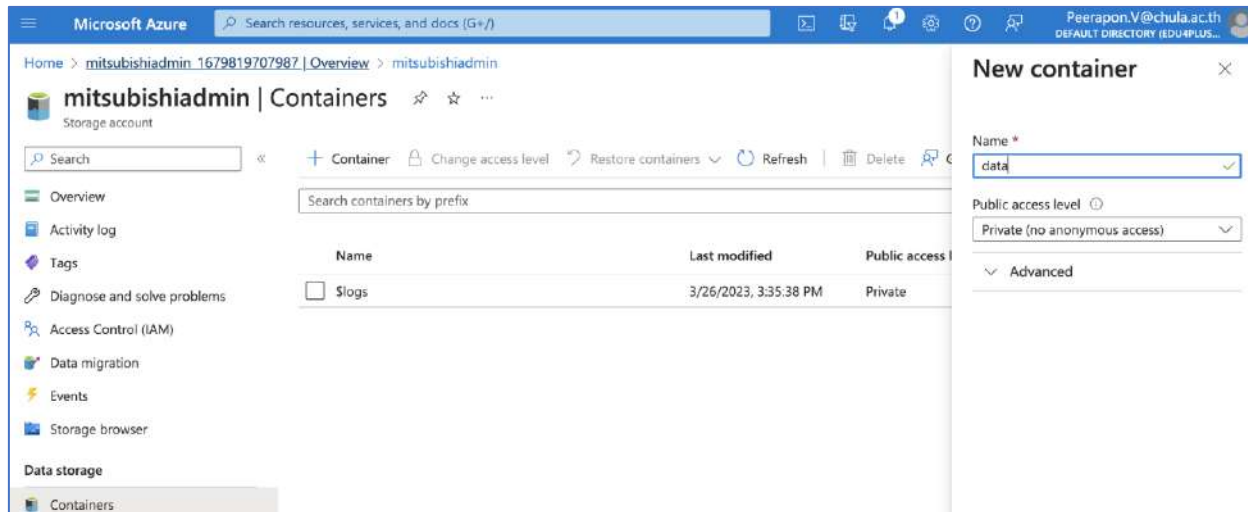 Microsoft Azure
Search resources, services, and docs (G+/)
1
Peerapon.V@chula.ac.th
DEFAULT DIRECTORY (EDU4PLUS...
Home > mitsubishiadmin_1679819707987 | Overview > mitsubishiadmin
mitsubishiadmin | Containers
Storage account
Search
Overview
Activity log
Tags
Diagnose and solve problems
Access Control (IAM)
Data migration
Events
Storage browser
Data storage
Containers
+ Container Change access level Restore containers Refresh Delete
Search containers by prefix
Name Last modified Public access
$logs 3/26/2023, 3:35:38 PM Private
New container
Name *
data
Public access level
Private (no anonymous access)
Advanced